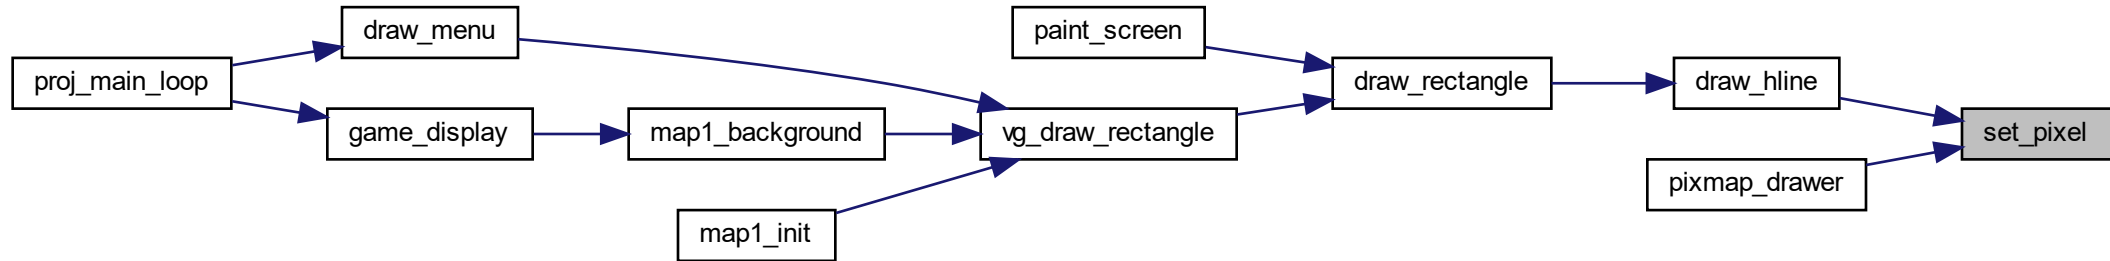 draw_menu
paint_screen
proj_main_loop
draw_rectangle
draw_hline
game_display
map1_background
vg_draw_rectangle
set_pixel
pixmap_drawer
map1_init